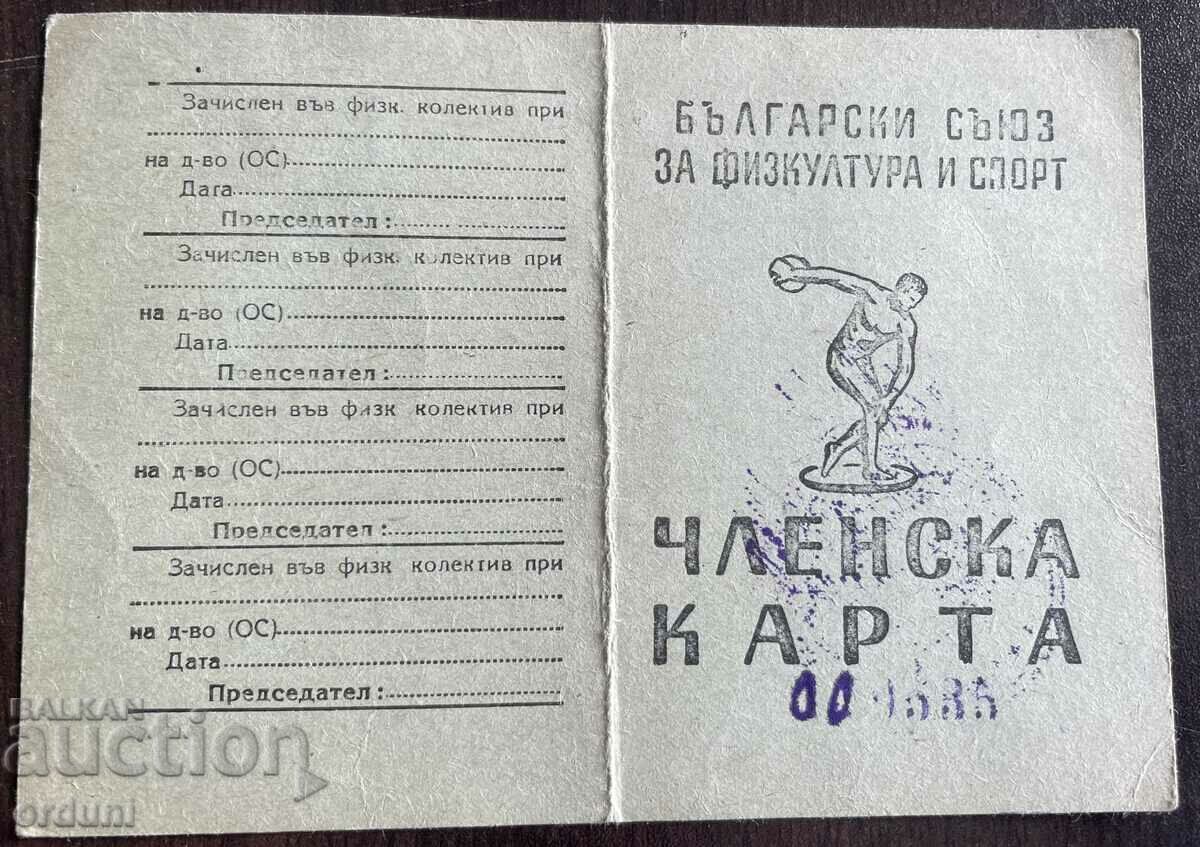 Зачислен във физк. колектив при
на д-во (ОС)
Дата
Председател :
Зачислен във физк. колектив при
на д-во (ОС)
Дата
Председател :
Зачислен във физк колектив при
на д-во (ОС)
Дата
Председател :
Зачислен във физк колектив при
на д-во (ОС)
Дата
Председател :
БЪЛГАРСКИ СЪЮЗ
ЗА ФИЗКУЛТУРА И СПОРТ
ЧЛЕНСКА
КАРТА
BALKAN
auction
orduni